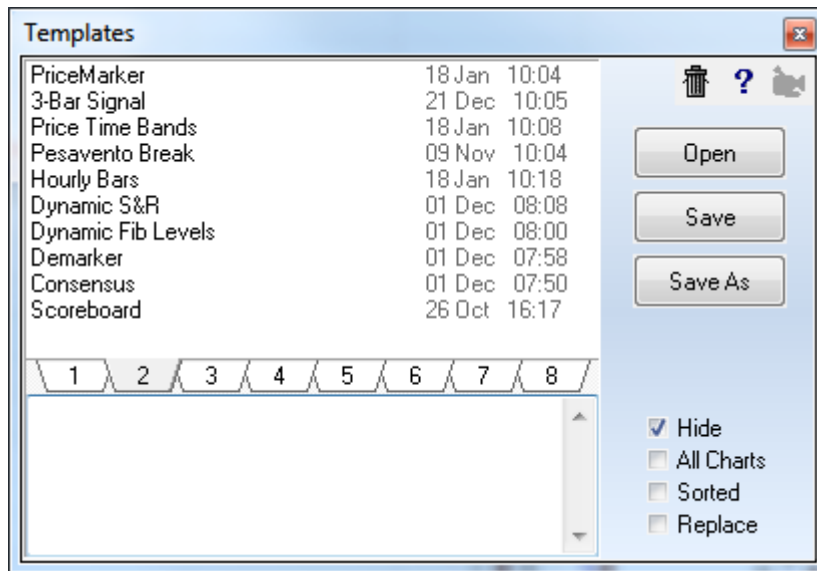 Templates
PriceMarker 18 Jan 10:04
3-Bar Signal 21 Dec 10:05
Price Time Bands 18 Jan 10:08
Pesavento Break 09 Nov 10:04
Hourly Bars 18 Jan 10:18
Dynamic S&R 01 Dec 08:08
Dynamic Fib Levels 01 Dec 08:00
Demarker 01 Dec 07:58
Consensus 01 Dec 07:50
Scoreboard 26 Oct 16:17
1 2 3 4 5 6 7 8
?
Open
Save
Save As
Hide
All Charts
Sorted
Replace